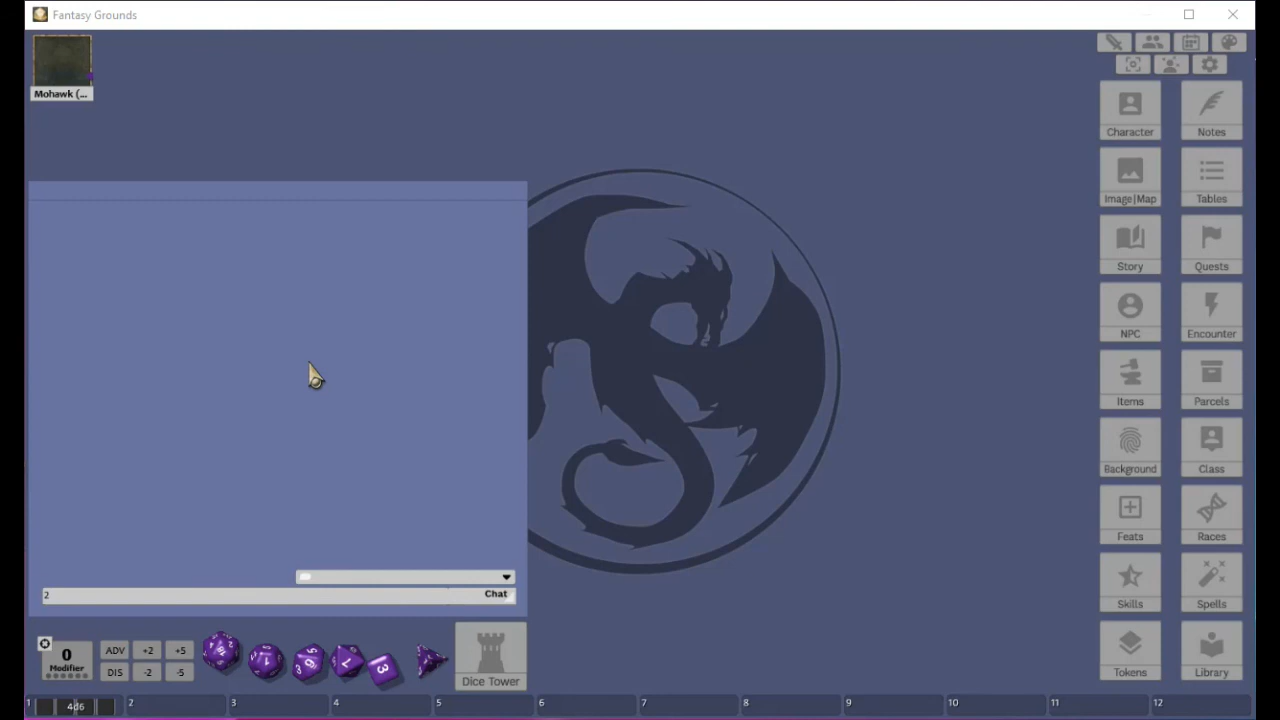 Fantasy Grounds
Mohawk (...
Character
Notes
Image|Map
Tables
Story
Quests
NPC
Encounter
Items
Parcels
Background
Class
Feats
Races
Skills
Spells
Tokens
Library
2
Chat
0
Modifier
ADV
+2
+5
DIS
-2
-5
Dice Tower
1
4d6
2
3
4
5
6
7
8
9
10
11
12